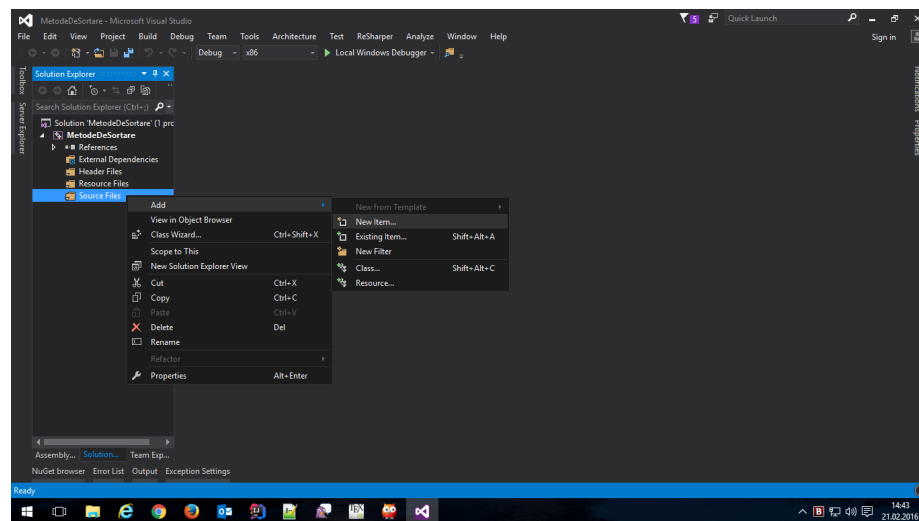 MetodeDeSortare - Microsoft Visual Studio
5
Quick Launch
File Edit View Project Build Debug Team Tools Architecture Test ReSharper Analyze Window Help
Sign in
Debug x86 Local Windows Debugger
Toolbox
Server Explorer
Solution Explorer
Search Solution Explorer (Ctrl+;)
Solution 'MetodeDeSortare' (1 prc
MetodeDeSortare
References
External Dependencies
Header Files
Resource Files
Source Files
Add
View in Object Browser
Class Wizard... Ctrl+Shift+X
Scope to This
New Solution Explorer View
Cut Ctrl+X
Copy Ctrl+C
Paste Ctrl+V
Delete Del
Rename
Refactor
Properties Alt+Enter
New from Template
New Item...
Existing Item... Shift+Alt+A
New Filter
Class... Shift+Alt+C
Resource...
Notifications
Properties
Assembly... Solution... Team Exp...
NuGet browser Error List Output Exception Settings
Ready
14:43
21.02.2016